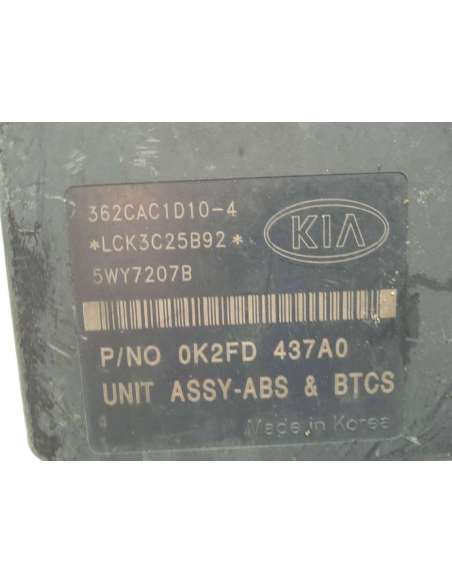 362CAC1D10-4
*LCK3C25B92*
KIA
5WY7207B
P/NO 0K2FD 437A0
UNIT ASSY-ABS & BTCS
Made in Korea